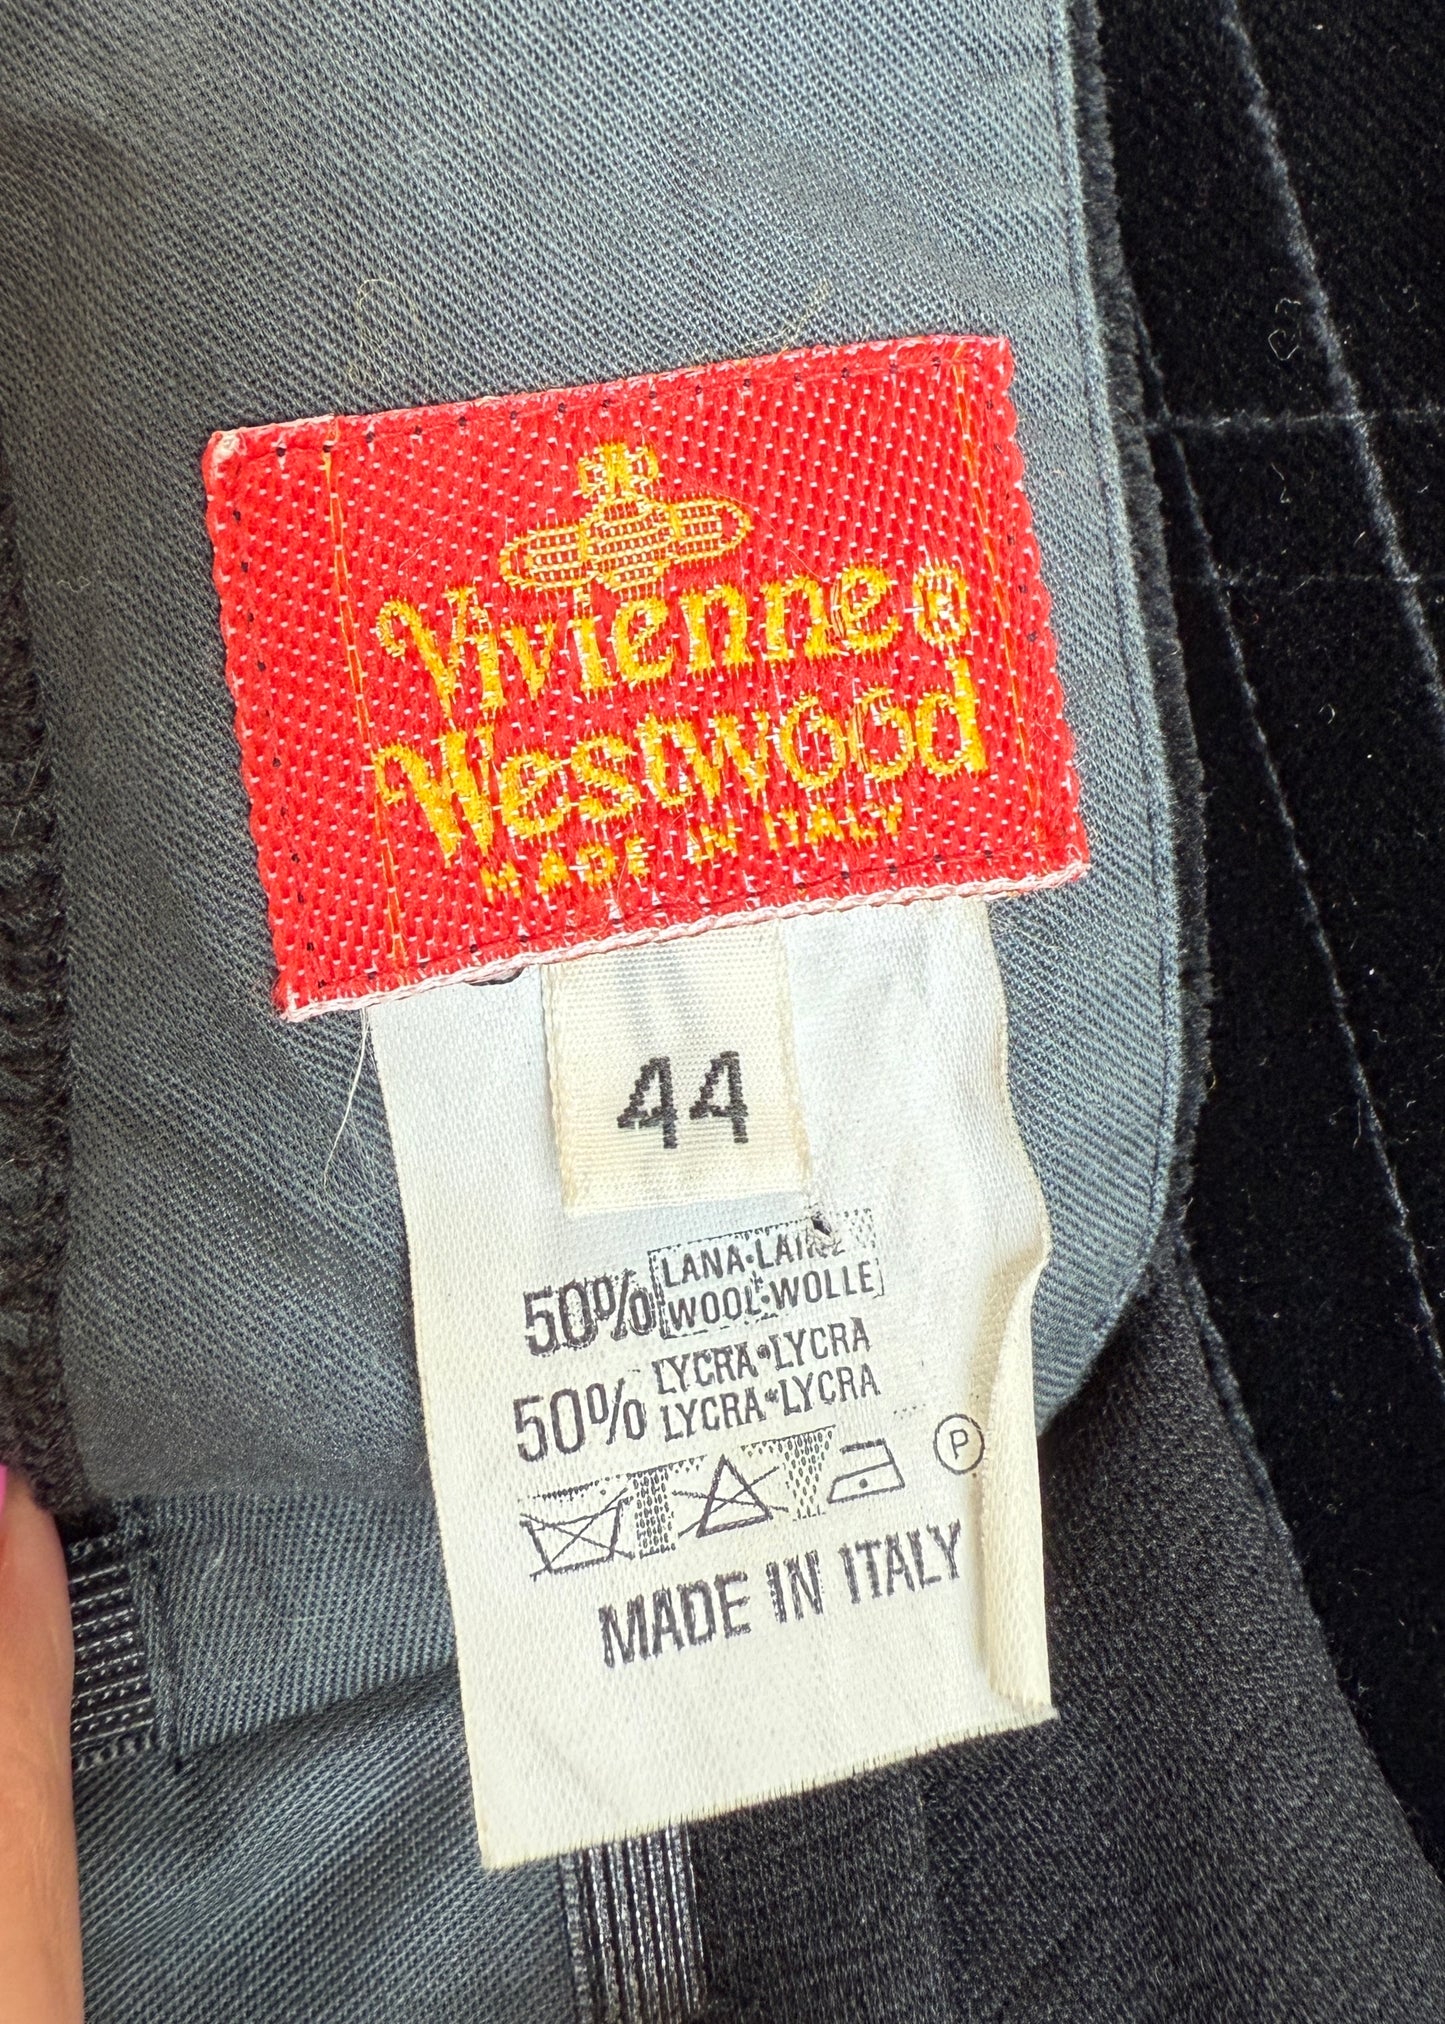 Vivienne®
Westwood
MADE IN ITALY
44
50% LANA•LAINE
WOOL•WOLLE
50% LYCRA•LYCRA
LYCRA•LYCRA
P
MADE IN ITALY